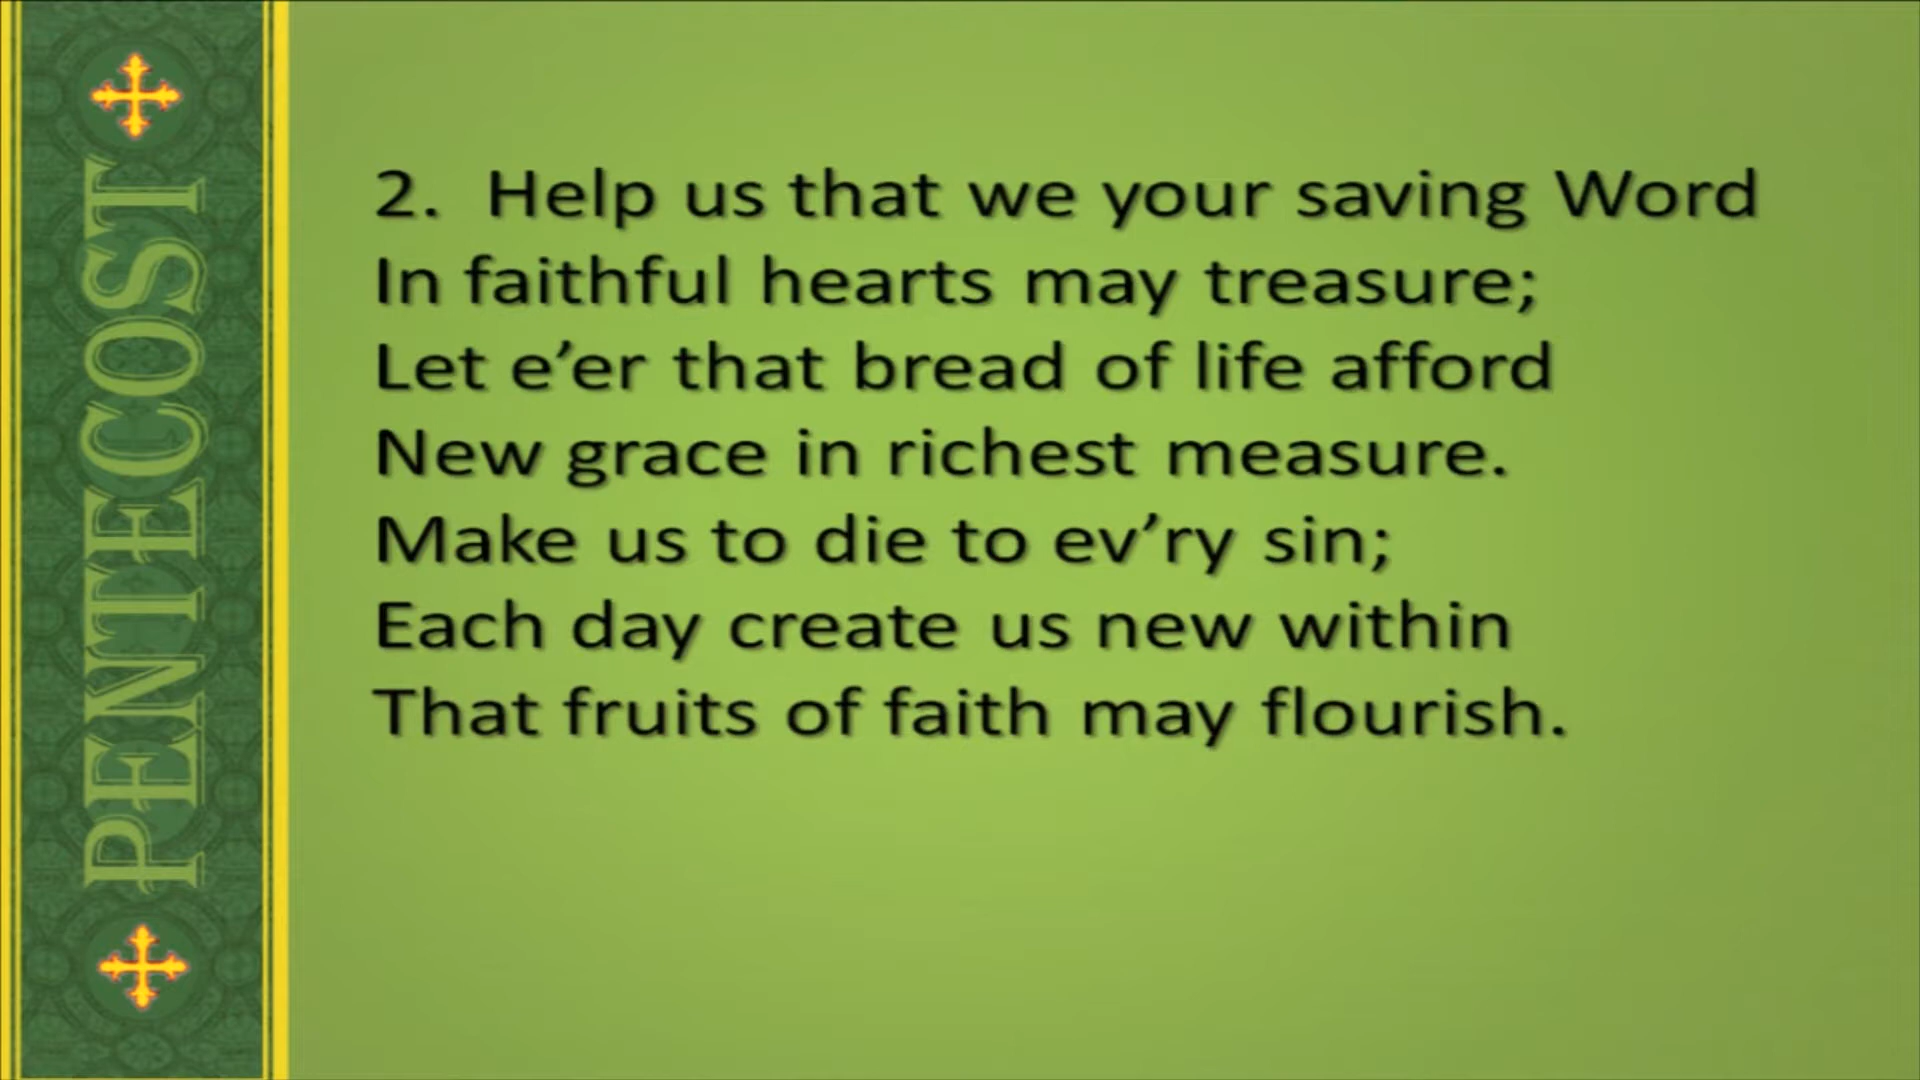 PENTECOST
2. Help us that we your saving Word
In faithful hearts may treasure;
Let e’er that bread of life afford
New grace in richest measure.
Make us to die to ev’ry sin;
Each day create us new within
That fruits of faith may flourish.